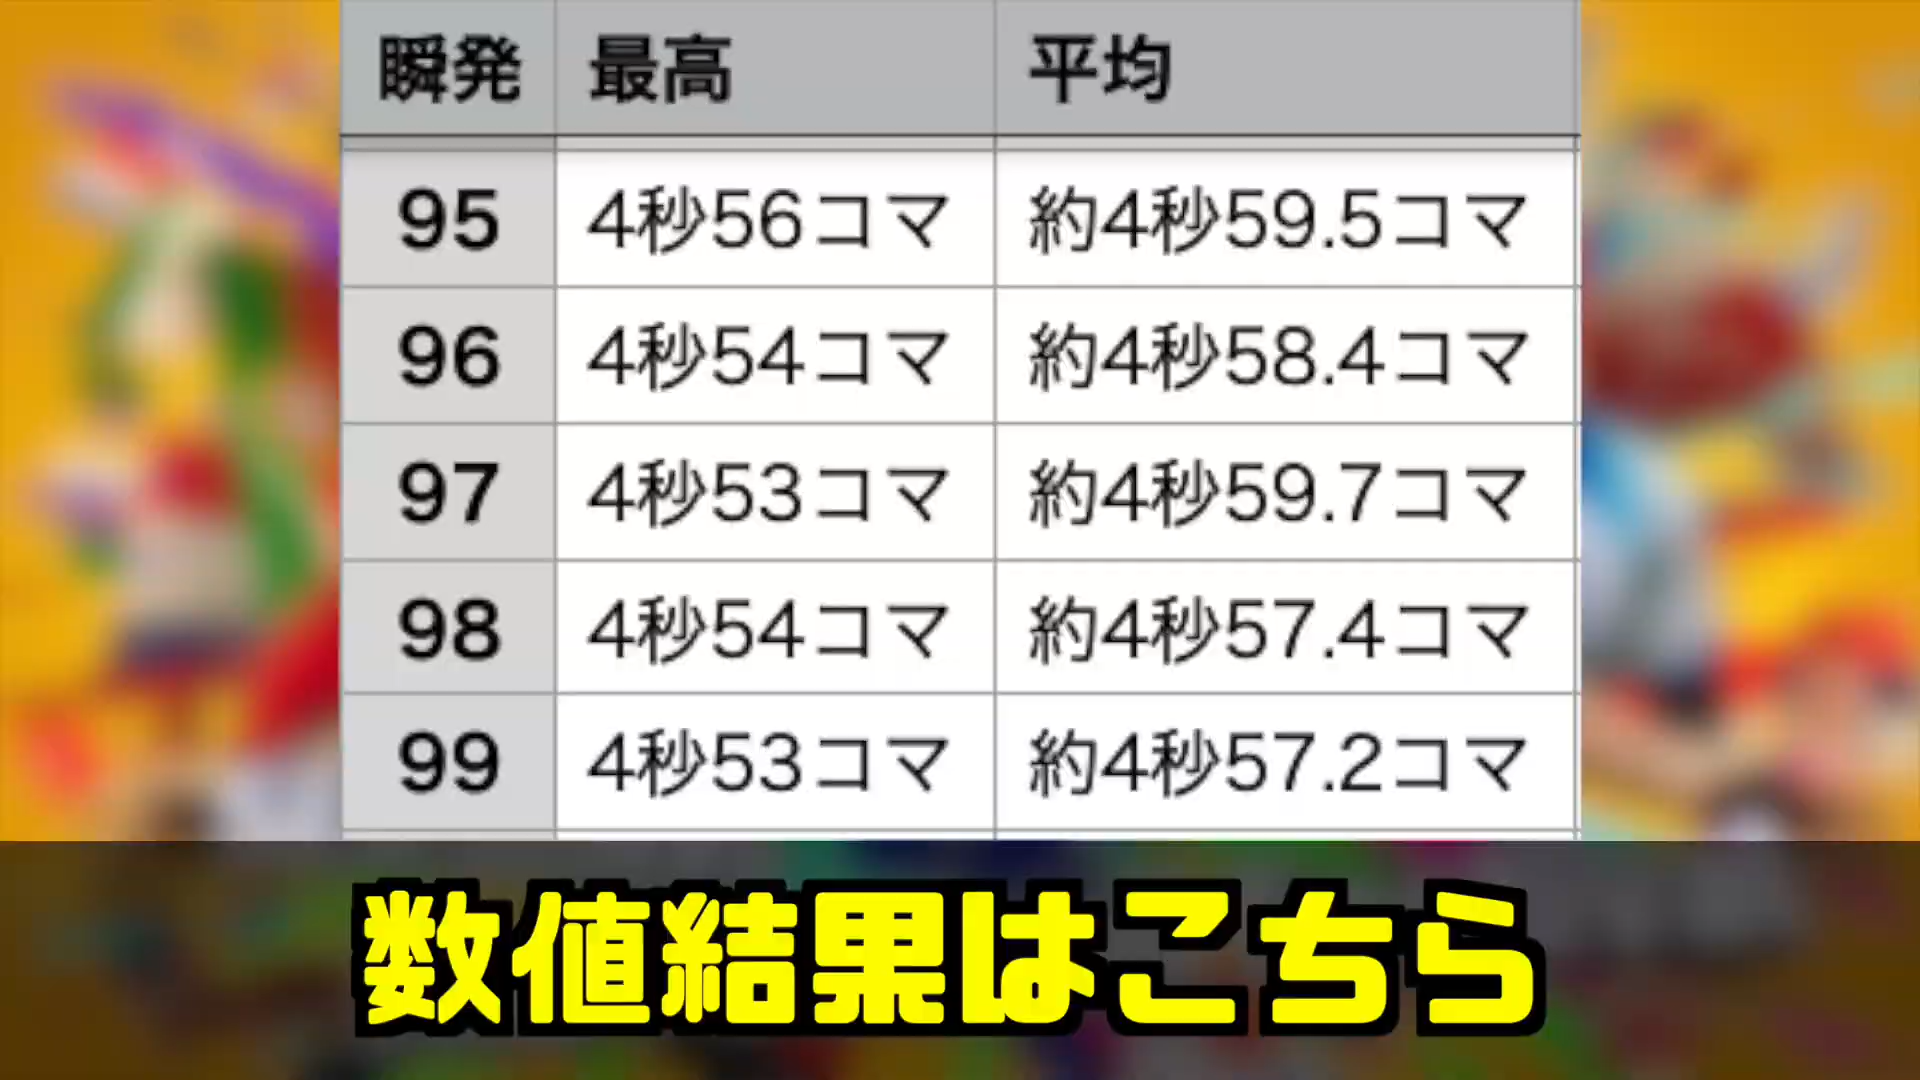 瞬発 最高 平均
95 4秒56コマ 約4秒59.5コマ
96 4秒54コマ 約4秒58.4コマ
97 4秒53コマ 約4秒59.7コマ
98 4秒54コマ 約4秒57.4コマ
99 4秒53コマ 約4秒57.2コマ
数値結果はこちら